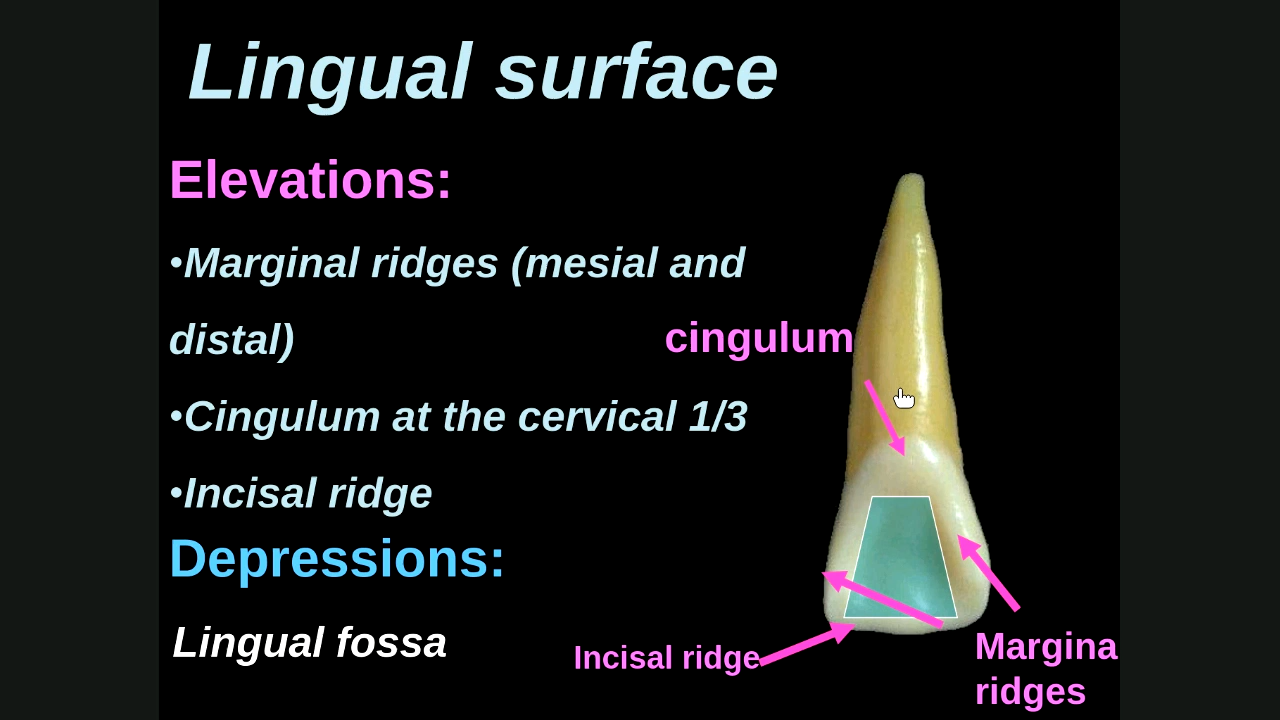 Lingual surface
Elevations:
•Marginal ridges (mesial and
distal)
cingulum
•Cingulum at the cervical 1/3
•Incisal ridge
Depressions:
Lingual fossa
Incisal ridge
Margina
ridges